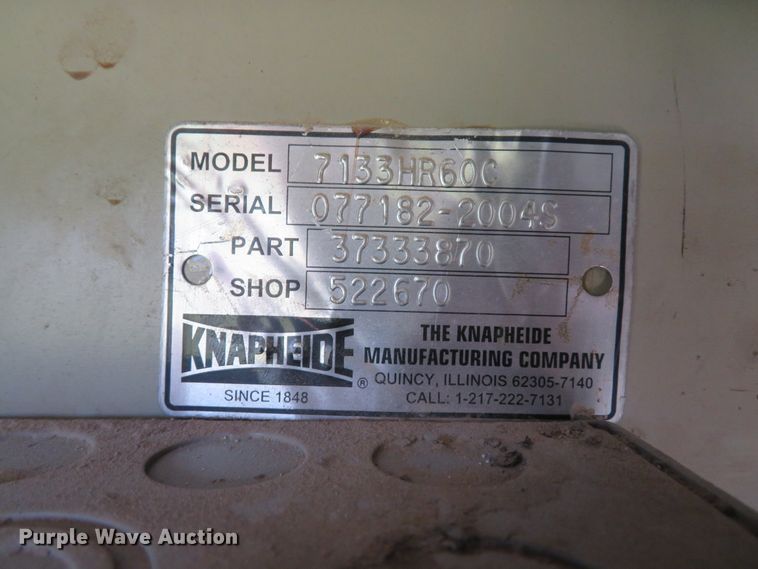 MODEL 7133HR60C
SERIAL 077182-2004S
PART 37333870
SHOP 522670
KNAPHEIDE ®
SINCE 1848
THE KNAPHEIDE
MANUFACTURING COMPANY
QUINCY, ILLINOIS 62305-7140
CALL: 1-217-222-7131
Purple Wave Auction